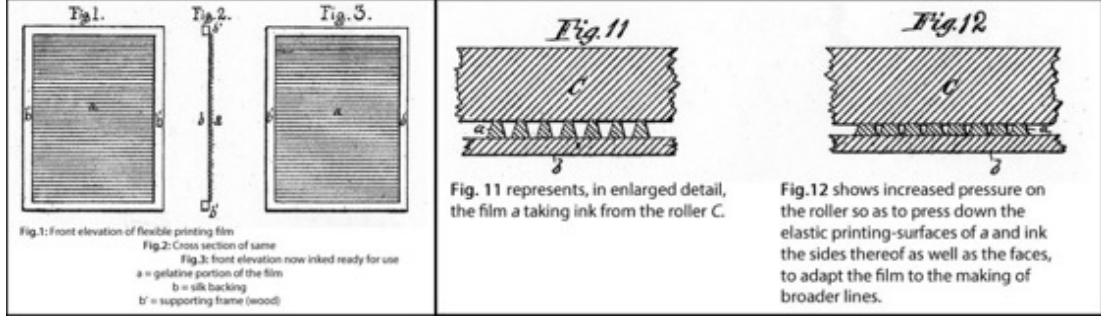 Fig.1.
Fig.2.
Fig.3.
b'
a
b'
b'
b
a
b'
b'
a
b'
Fig.1: Front elevation of flexible printing film
Fig.2: Cross section of same
Fig.3: front elevation now inked ready for use
a = gelatine portion of the film
b = silk backing
b' = supporting frame (wood)
Fig.11
C
a
b
Fig. 11 represents, in enlarged detail,
the film a taking ink from the roller C.
Fig.12
C
a
b
Fig.12 shows increased pressure on
the roller so as to press down the
elastic printing-surfaces of a and ink
the sides thereof as well as the faces,
to adapt the film to the making of
broader lines.